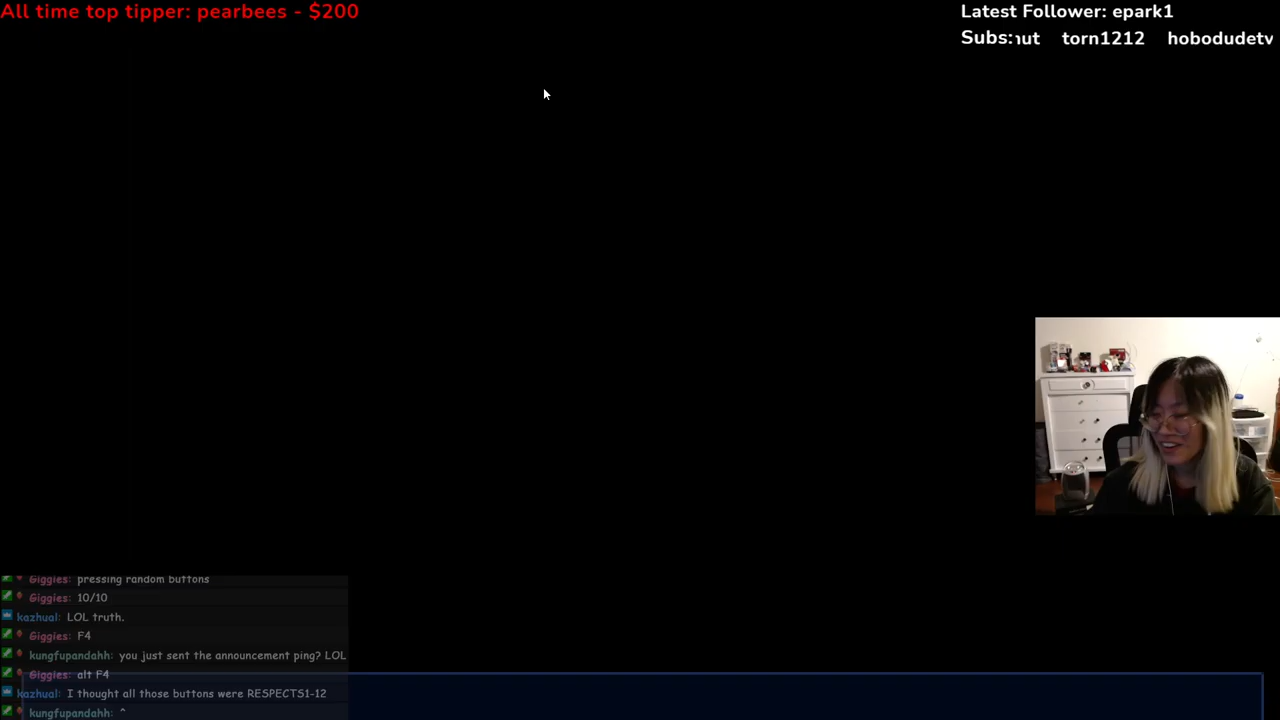 All time top tipper: pearbees - $200
Latest Follower: epark1
Subs: ut torn1212 hobodudetv
Giggies: pressing random buttons
Giggies: 10/10
kazhual: LOL truth.
Giggies: F4
kungfupandahh: you just sent the announcement ping? LOL
Giggies: alt F4
kazhual: I thought all those buttons were RESPECTS1-12
kungfupandahh: ^